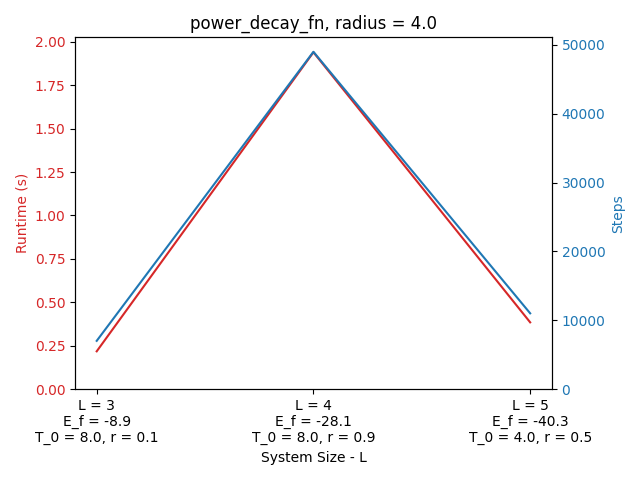 power_decay_fn, radius = 4.0
2.00
1.75
1.50
1.25
1.00
0.75
0.50
0.25
0.00
Runtime (s)
50000
40000
30000
20000
10000
0
Steps
L = 3
E_f = -8.9
T_0 = 8.0, r = 0.1
L = 4
E_f = -28.1
T_0 = 8.0, r = 0.9
L = 5
E_f = -40.3
T_0 = 4.0, r = 0.5
System Size - L